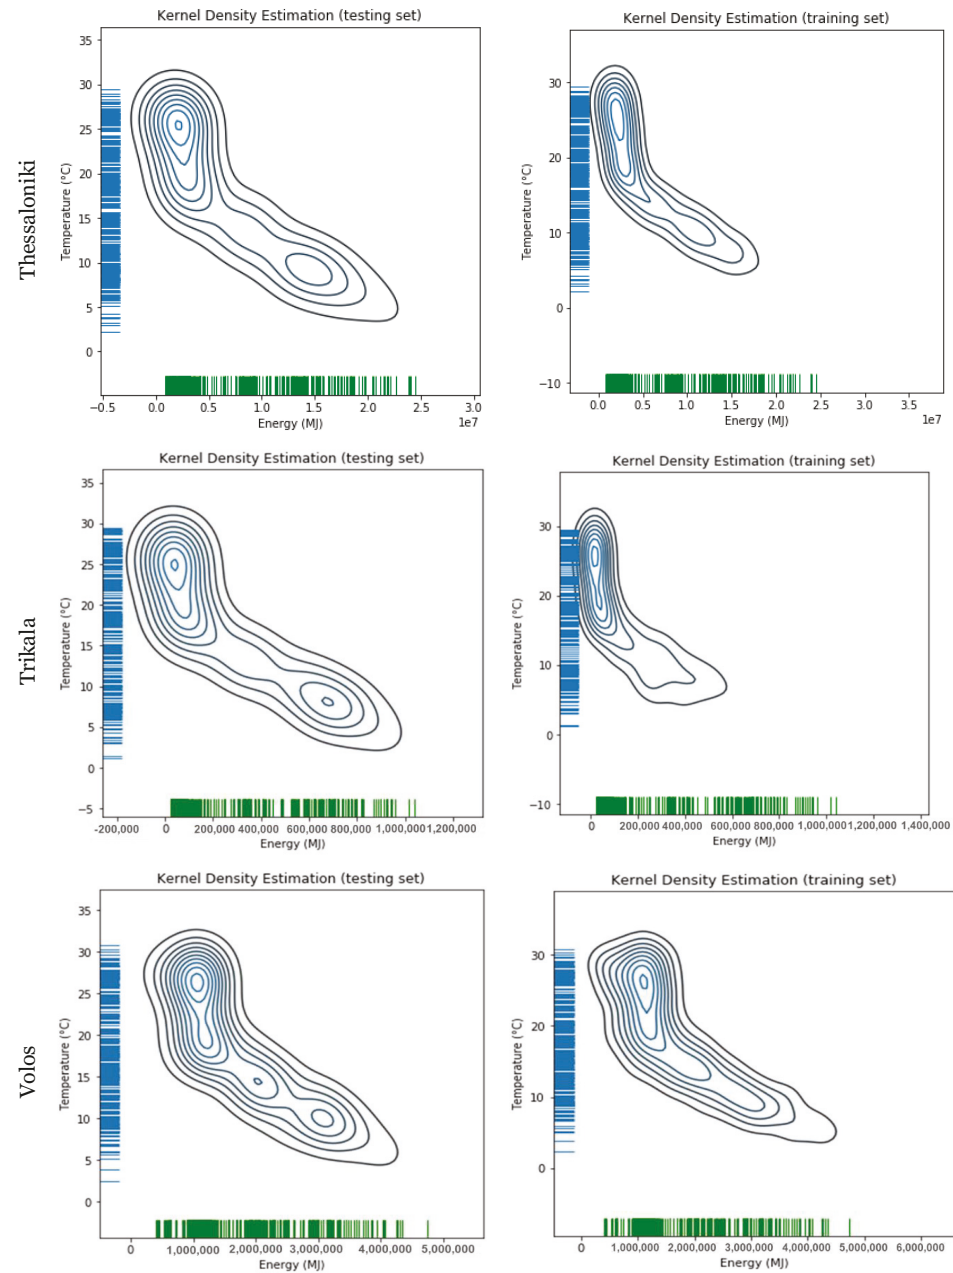 Kernel Density Estimation (testing set)
Kernel Density Estimation (training set)
Thessaloniki
Temperature (°C)
35
30
25
20
15
10
5
0
−0.5 0.0 0.5 1.0 1.5 2.0 2.5 3.0
Energy (MJ)
1e7
Temperature (°C)
30
20
10
0
−10
0.0 0.5 1.0 1.5 2.0 2.5 3.0 3.5
Energy (MJ)
1e7
Kernel Density Estimation (testing set)
Kernel Density Estimation (training set)
Trikala
Temperature (°C)
35
30
25
20
15
10
5
0
−5
-200,000 0 200,000 400,000 600,000 800,000 1,000,000 1,200,000
Energy (MJ)
Temperature (°C)
30
20
10
0
−10
0 200,000 400,000 600,000 800,000 1,000,000 1,200,000 1,400,000
Energy (MJ)
Kernel Density Estimation (testing set)
Kernel Density Estimation (training set)
Volos
Temperature (°C)
35
30
25
20
15
10
5
0
0 1,000,000 2,000,000 3,000,000 4,000,000 5,000,000
Energy (MJ)
Temperature (°C)
30
20
10
0
0 1,000,000 2,000,000 3,000,000 4,000,000 5,000,000 6,000,000
Energy (MJ)